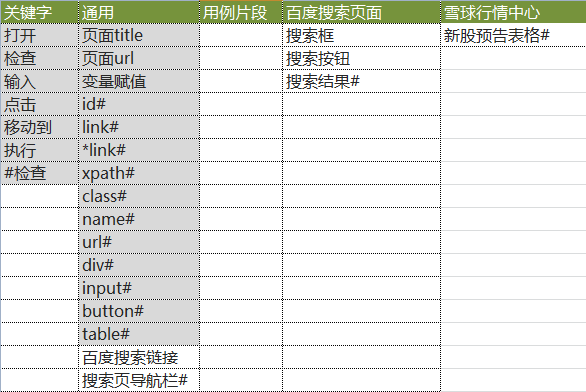 关键字 通用 用例片段 百度搜索页面 雪球行情中心
打开 页面title 搜索框 新股预告表格#
检查 页面url 搜索按钮
输入 变量赋值 搜索结果#
点击 id#
移动到 link#
执行 *link#
#检查 xpath#
class#
name#
url#
div#
input#
button#
table#
百度搜索链接
搜索页导航栏#